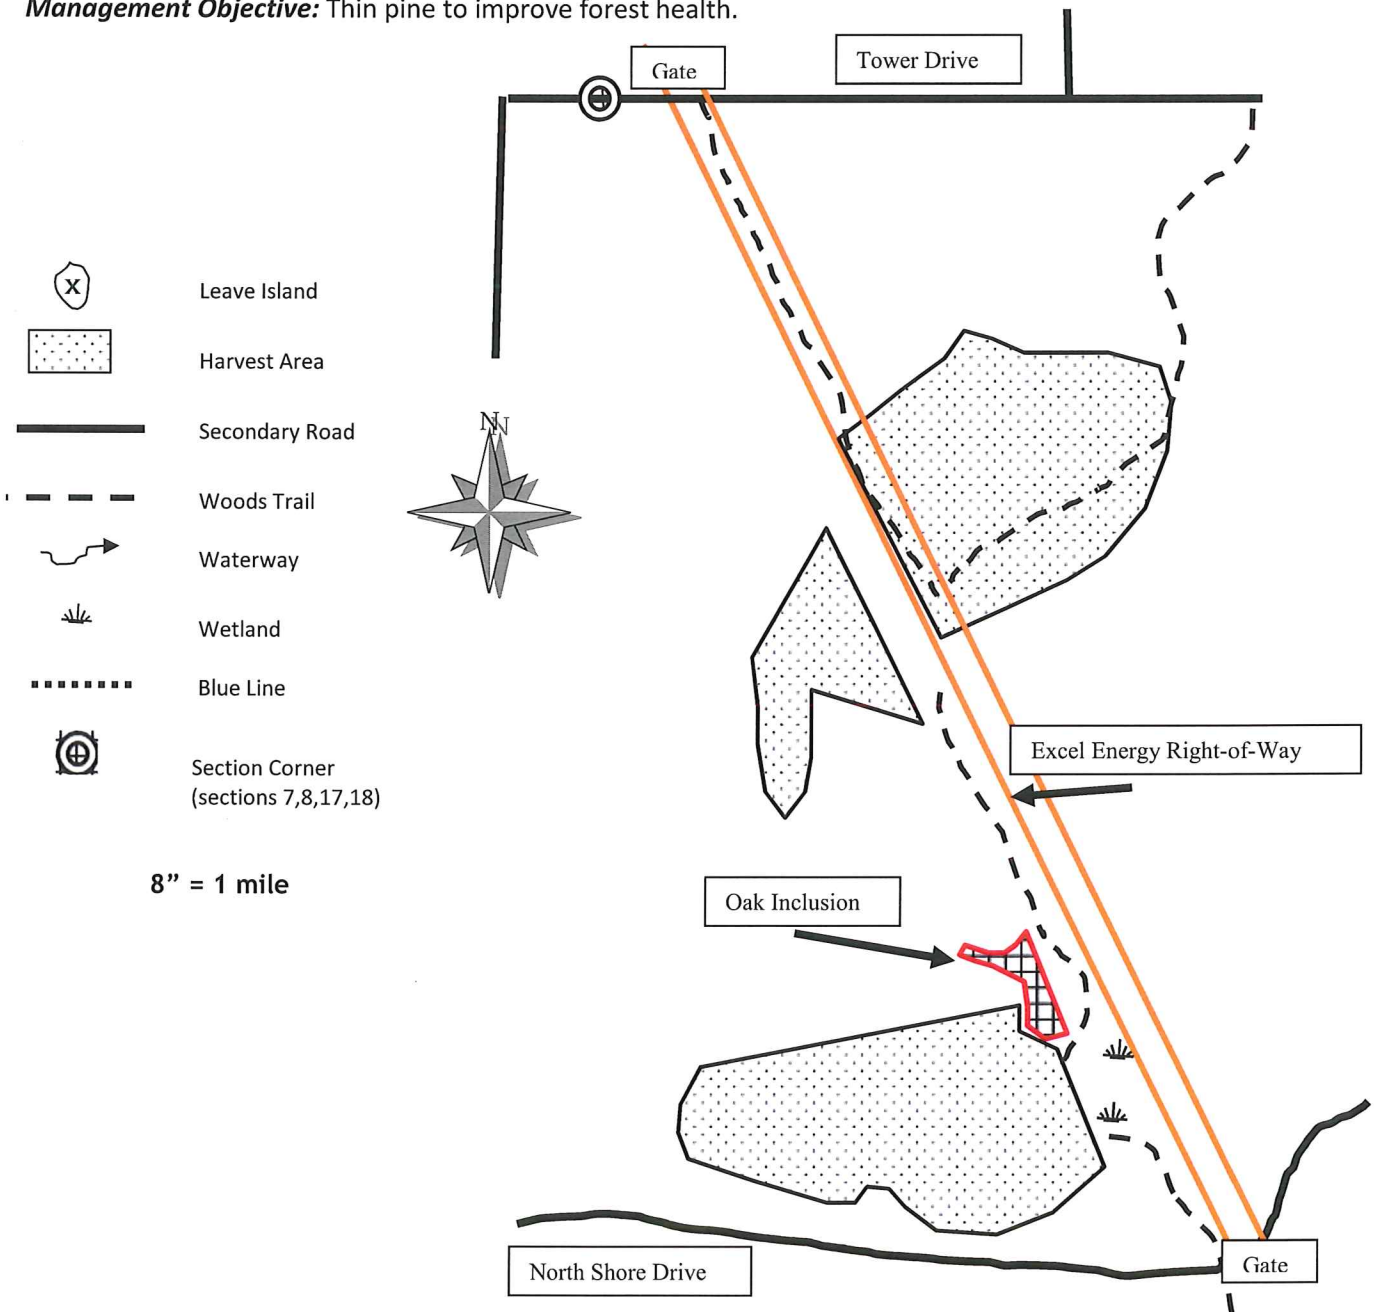 Management Objective: Thin pine to improve forest health.
Gate
Tower Drive
X
Leave Island
Harvest Area
N
N
Secondary Road
Woods Trail
Waterway
Wetland
Blue Line
Section Corner
(sections 7,8,17,18)
Excel Energy Right-of-Way
8” = 1 mile
Oak Inclusion
North Shore Drive
Gate